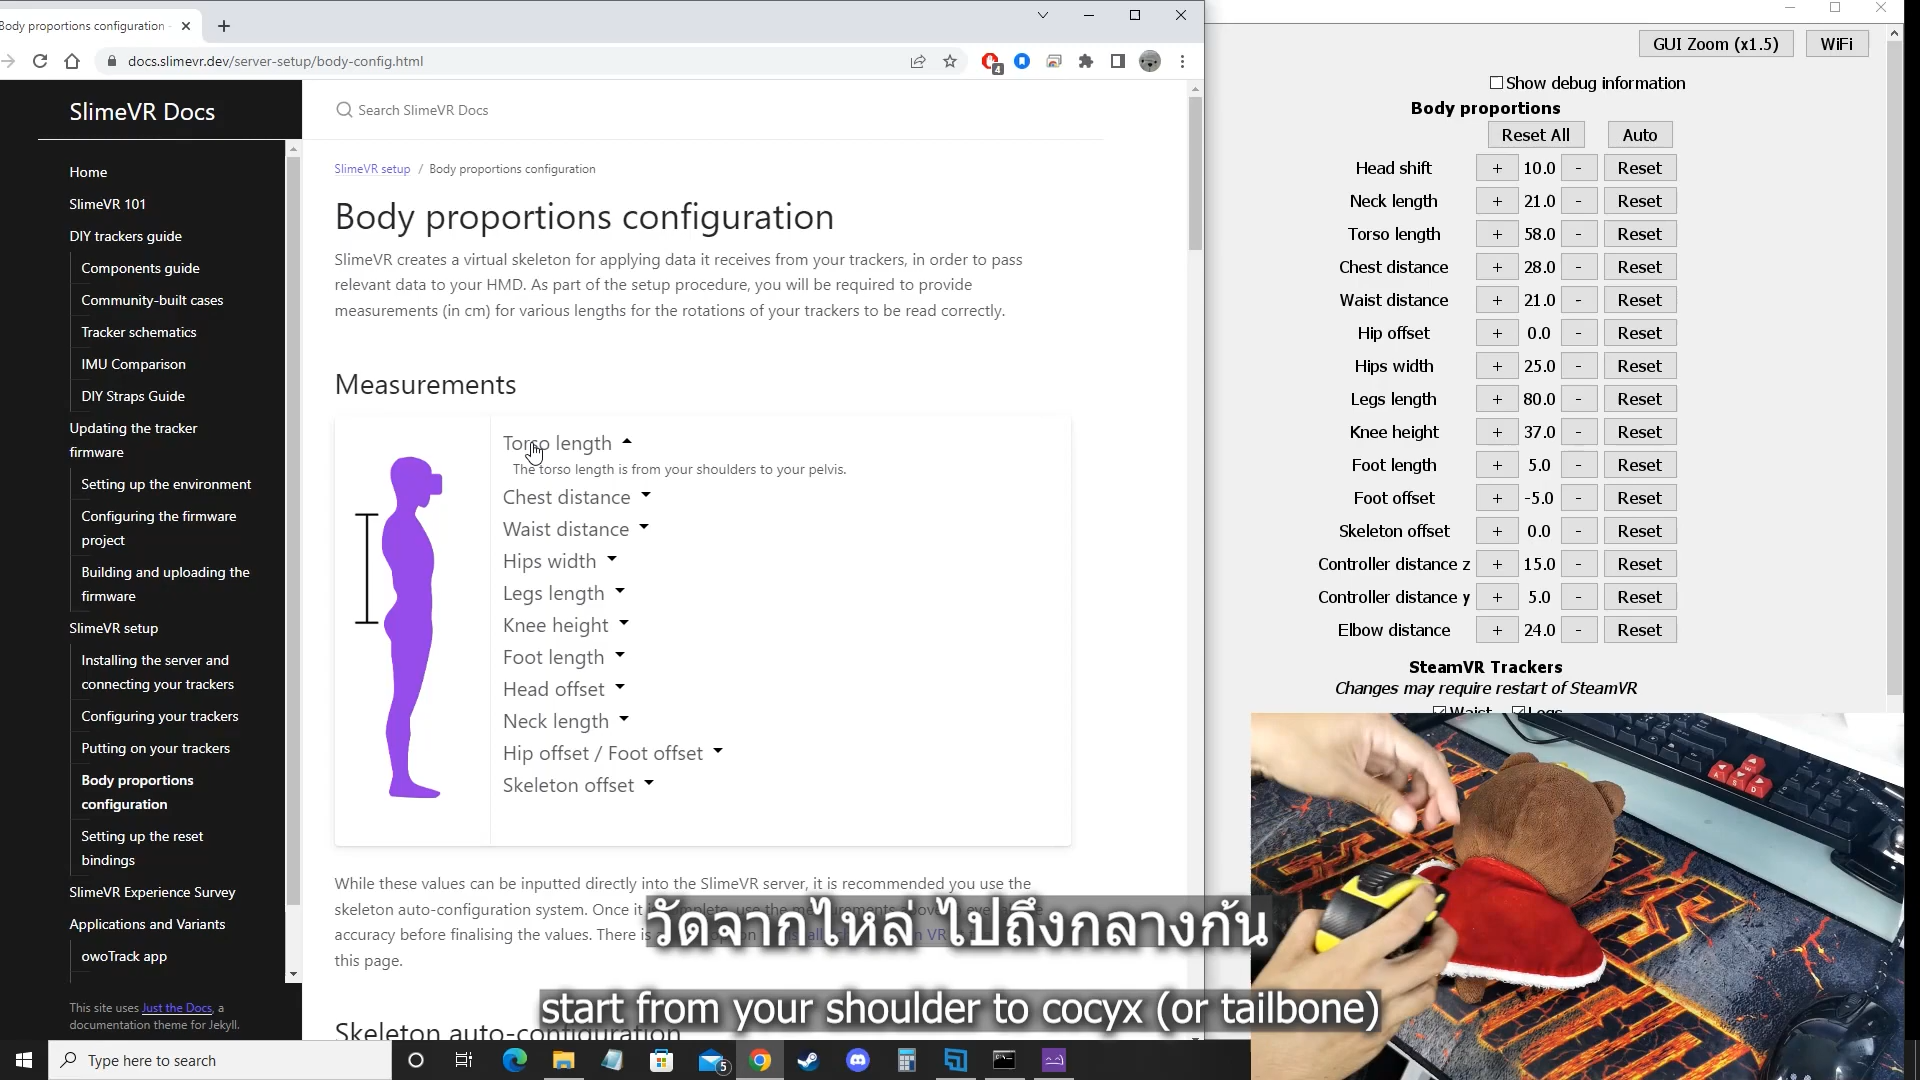 Body proportions configuration
docs.slimevr.dev/server-setup/body-config.html
4
SlimeVR Docs
Home
SlimeVR 101
DIY trackers guide
Components guide
Community-built cases
Tracker schematics
IMU Comparison
DIY Straps Guide
Updating the tracker
firmware
Setting up the environment
Configuring the firmware
project
Building and uploading the
firmware
SlimeVR setup
Installing the server and
connecting your trackers
Configuring your trackers
Putting on your trackers
Body proportions
configuration
Setting up the reset
bindings
SlimeVR Experience Survey
Applications and Variants
owoTrack app
This site uses Just the Docs, a
documentation theme for Jekyll.
Search SlimeVR Docs
SlimeVR setup / Body proportions configuration
Body proportions configuration
SlimeVR creates a virtual skeleton for applying data it receives from your trackers, in order to pass
relevant data to your HMD. As part of the setup procedure, you will be required to provide
measurements (in cm) for various lengths for the rotations of your trackers to be read correctly.
Measurements
Torso length
The torso length is from your shoulders to your pelvis.
Chest distance
Waist distance
Hips width
Legs length
Knee height
Foot length
Head offset
Neck length
Hip offset / Foot offset
Skeleton offset
While these values can be inputted directly into the SlimeVR server, it is recommended you use the
skeleton auto-configuration system. Once it
accuracy before finalising the values. There is
this page.
Skeleton auto-configuration
GUI Zoom (x1.5) WiFi
Show debug information
Body proportions
Reset All Auto
Head shift + 10.0 - Reset
Neck length + 21.0 - Reset
Torso length + 58.0 - Reset
Chest distance + 28.0 - Reset
Waist distance + 21.0 - Reset
Hip offset + 0.0 - Reset
Hips width + 25.0 - Reset
Legs length + 80.0 - Reset
Knee height + 37.0 - Reset
Foot length + 5.0 - Reset
Foot offset + -5.0 - Reset
Skeleton offset + 0.0 - Reset
Controller distance z + 15.0 - Reset
Controller distance y + 5.0 - Reset
Elbow distance + 24.0 - Reset
SteamVR Trackers
Changes may require restart of SteamVR
Waist Legs
W
A S D
วัดจากไหล่ ไปถึงกลางก้น
start from your shoulder to cocyx (or tailbone)
Type here to search
5